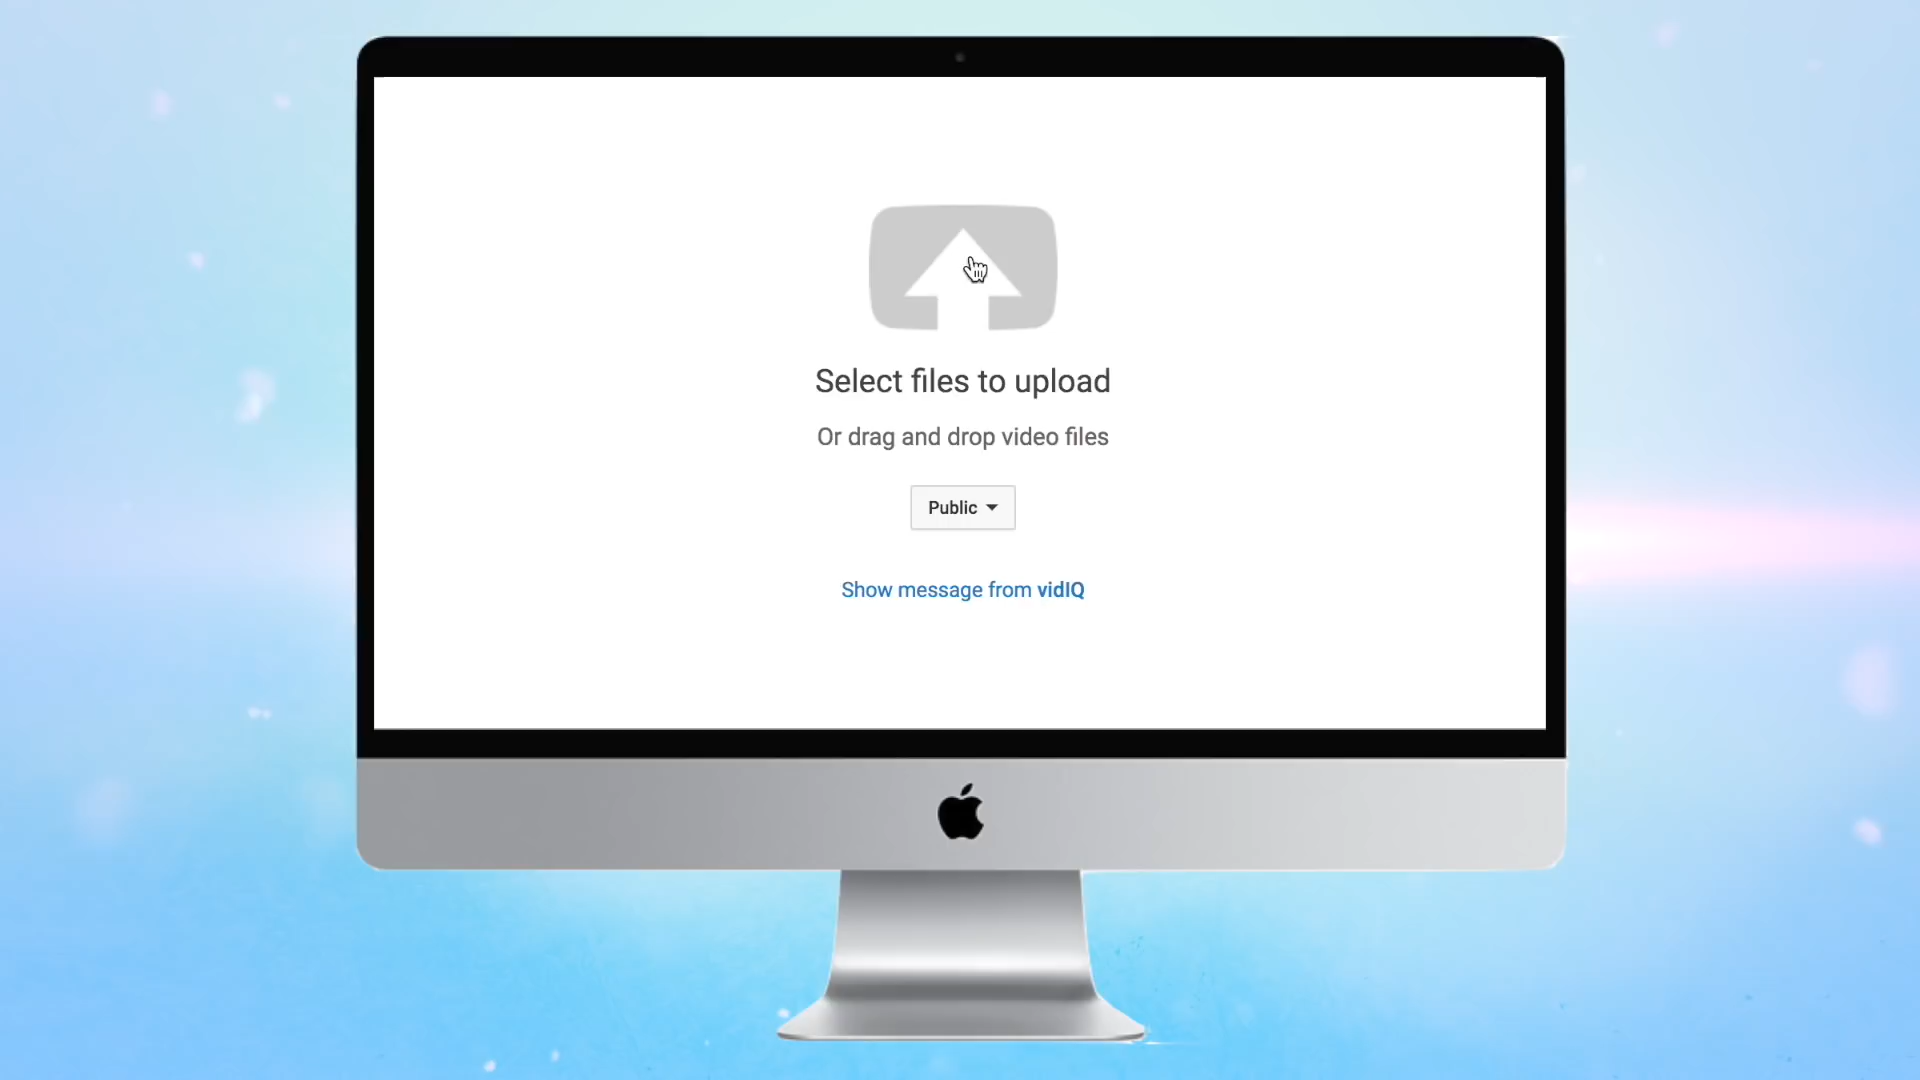 Select files to upload
Or drag and drop video files
Public
Show message from vidIQ